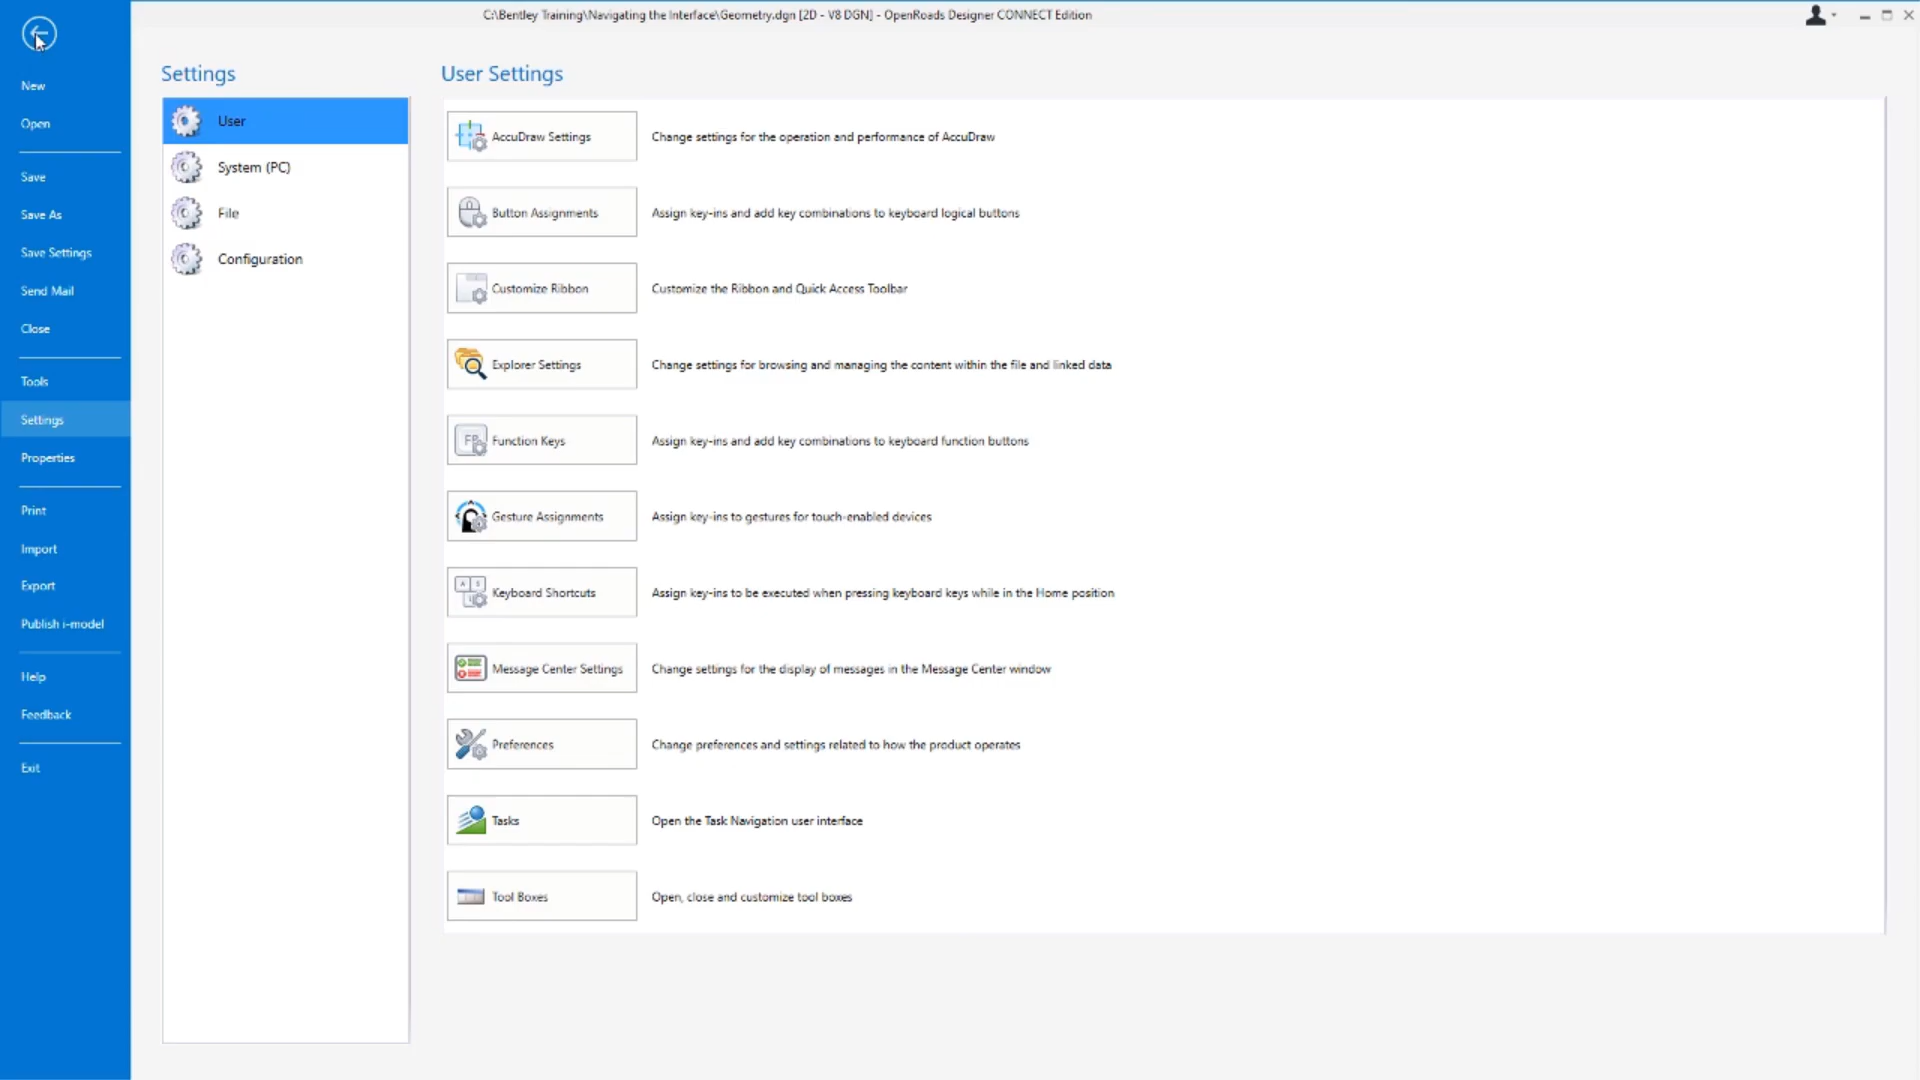 C:\Bentley Training\Navigating the Interface\Geometry.dgn [2D - V8 DGN] - OpenRoads Designer CONNECT Edition
New
Open
Save
Save As
Save Settings
Send Mail
Close
Tools
Settings
Properties
Print
Import
Export
Publish i-model
Help
Feedback
Exit
Settings
User
System (PC)
File
Configuration
User Settings
AccuDraw Settings Change settings for the operation and performance of AccuDraw
Button Assignments Assign key-ins and add key combinations to keyboard logical buttons
Customize Ribbon Customize the Ribbon and Quick Access Toolbar
Explorer Settings Change settings for browsing and managing the content within the file and linked data
Function Keys Assign key-ins and add key combinations to keyboard function buttons
Gesture Assignments Assign key-ins to gestures for touch-enabled devices
Keyboard Shortcuts Assign key-ins to be executed when pressing keyboard keys while in the Home position
Message Center Settings Change settings for the display of messages in the Message Center window
Preferences Change preferences and settings related to how the product operates
Tasks Open the Task Navigation user interface
Tool Boxes Open, close and customize tool boxes